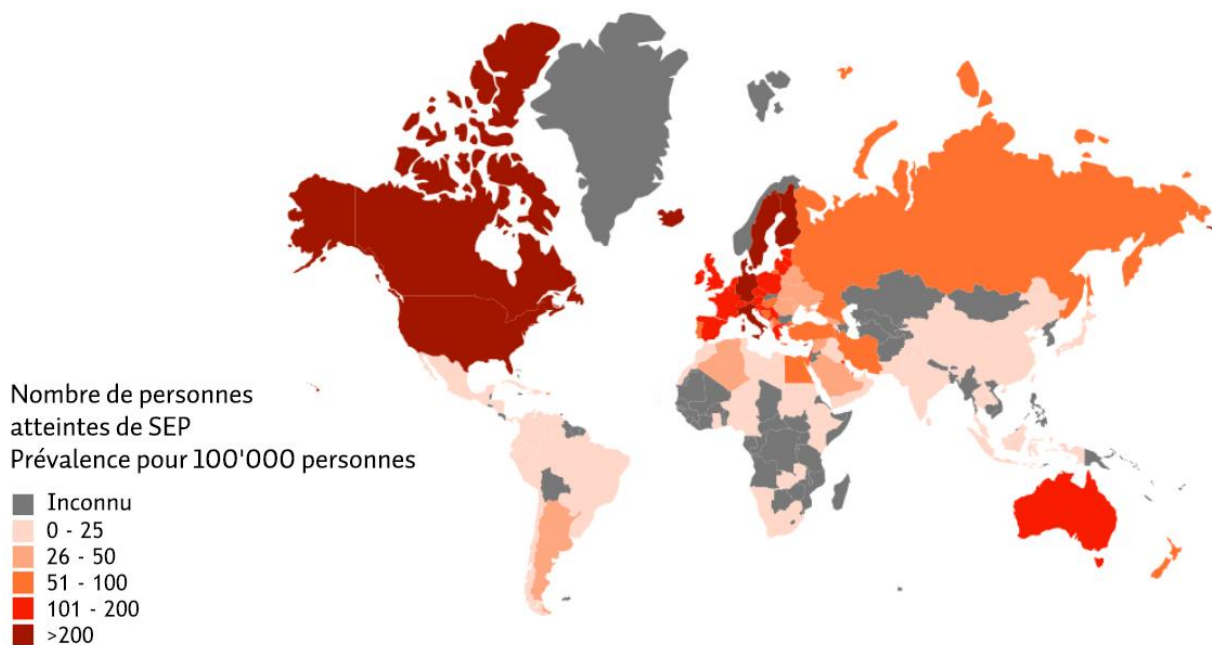 Nombre de personnes
atteintes de SEP
Prévalence pour 100'000 personnes
Inconnu
0 - 25
26 - 50
51 - 100
101 - 200
>200